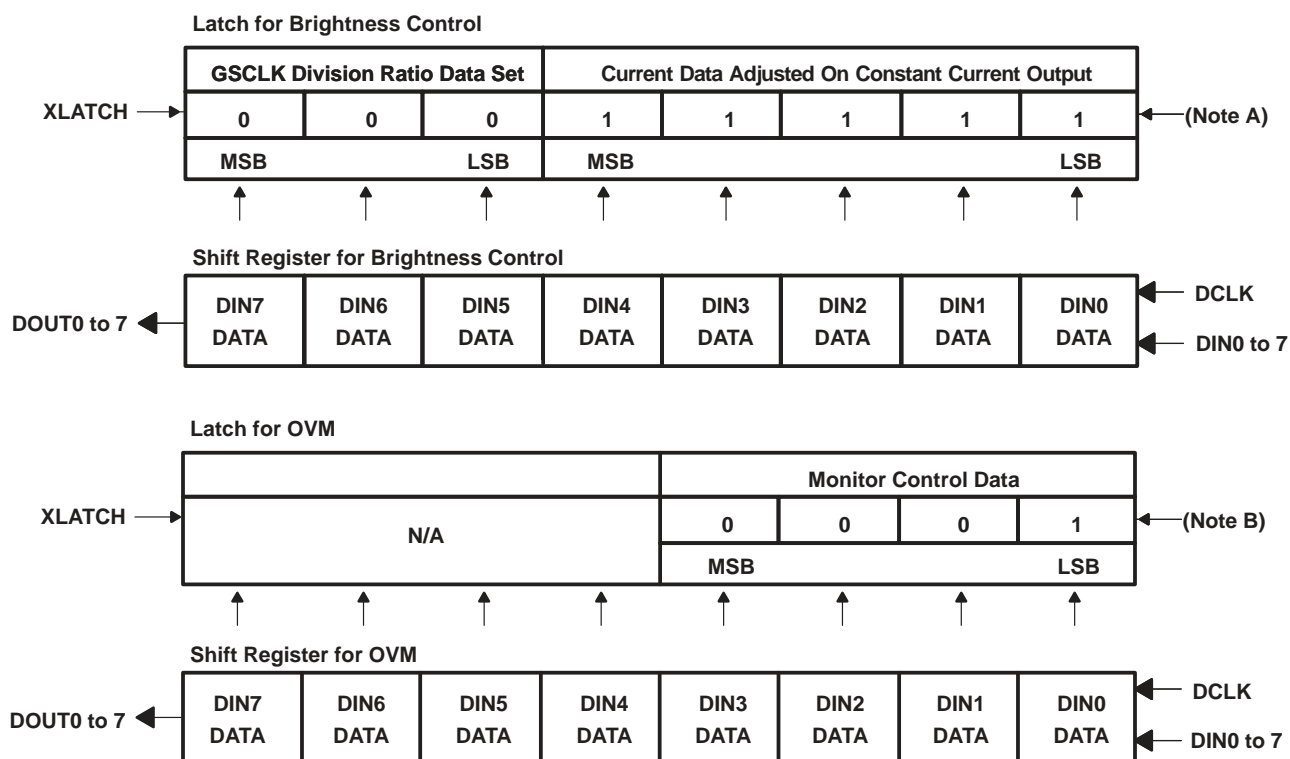 Latch for Brightness Control
GSCLK Division Ratio Data Set Current Data Adjusted On Constant Current Output
XLATCH 0 0 0 1 1 1 1 1 (Note A)
MSB LSB MSB LSB
Shift Register for Brightness Control
DIN7 DIN6 DIN5 DIN4 DIN3 DIN2 DIN1 DIN0 DCLK
DOUT0 to 7
DATA DATA DATA DATA DATA DATA DATA DATA DIN0 to 7
Latch for OVM
Monitor Control Data
XLATCH N/A 0 0 0 1 (Note B)
MSB LSB
Shift Register for OVM
DIN7 DIN6 DIN5 DIN4 DIN3 DIN2 DIN1 DIN0 DCLK
DOUT0 to 7
DATA DATA DATA DATA DATA DATA DATA DATA DIN0 to 7